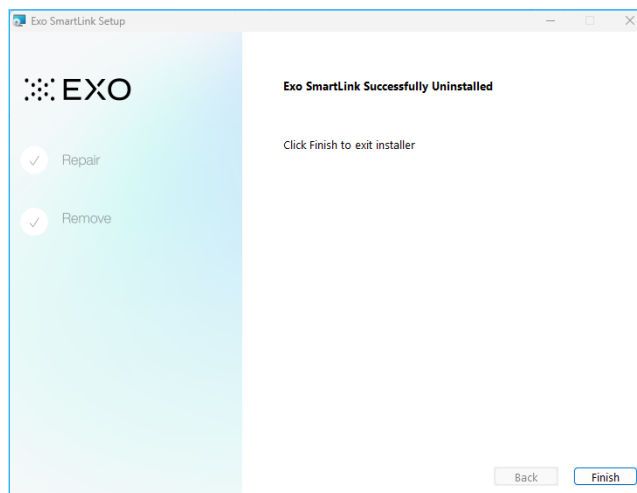 Exo SmartLink Setup
EXO
Repair
Remove
Exo SmartLink Successfully Uninstalled
Click Finish to exit installer
Back
Finish